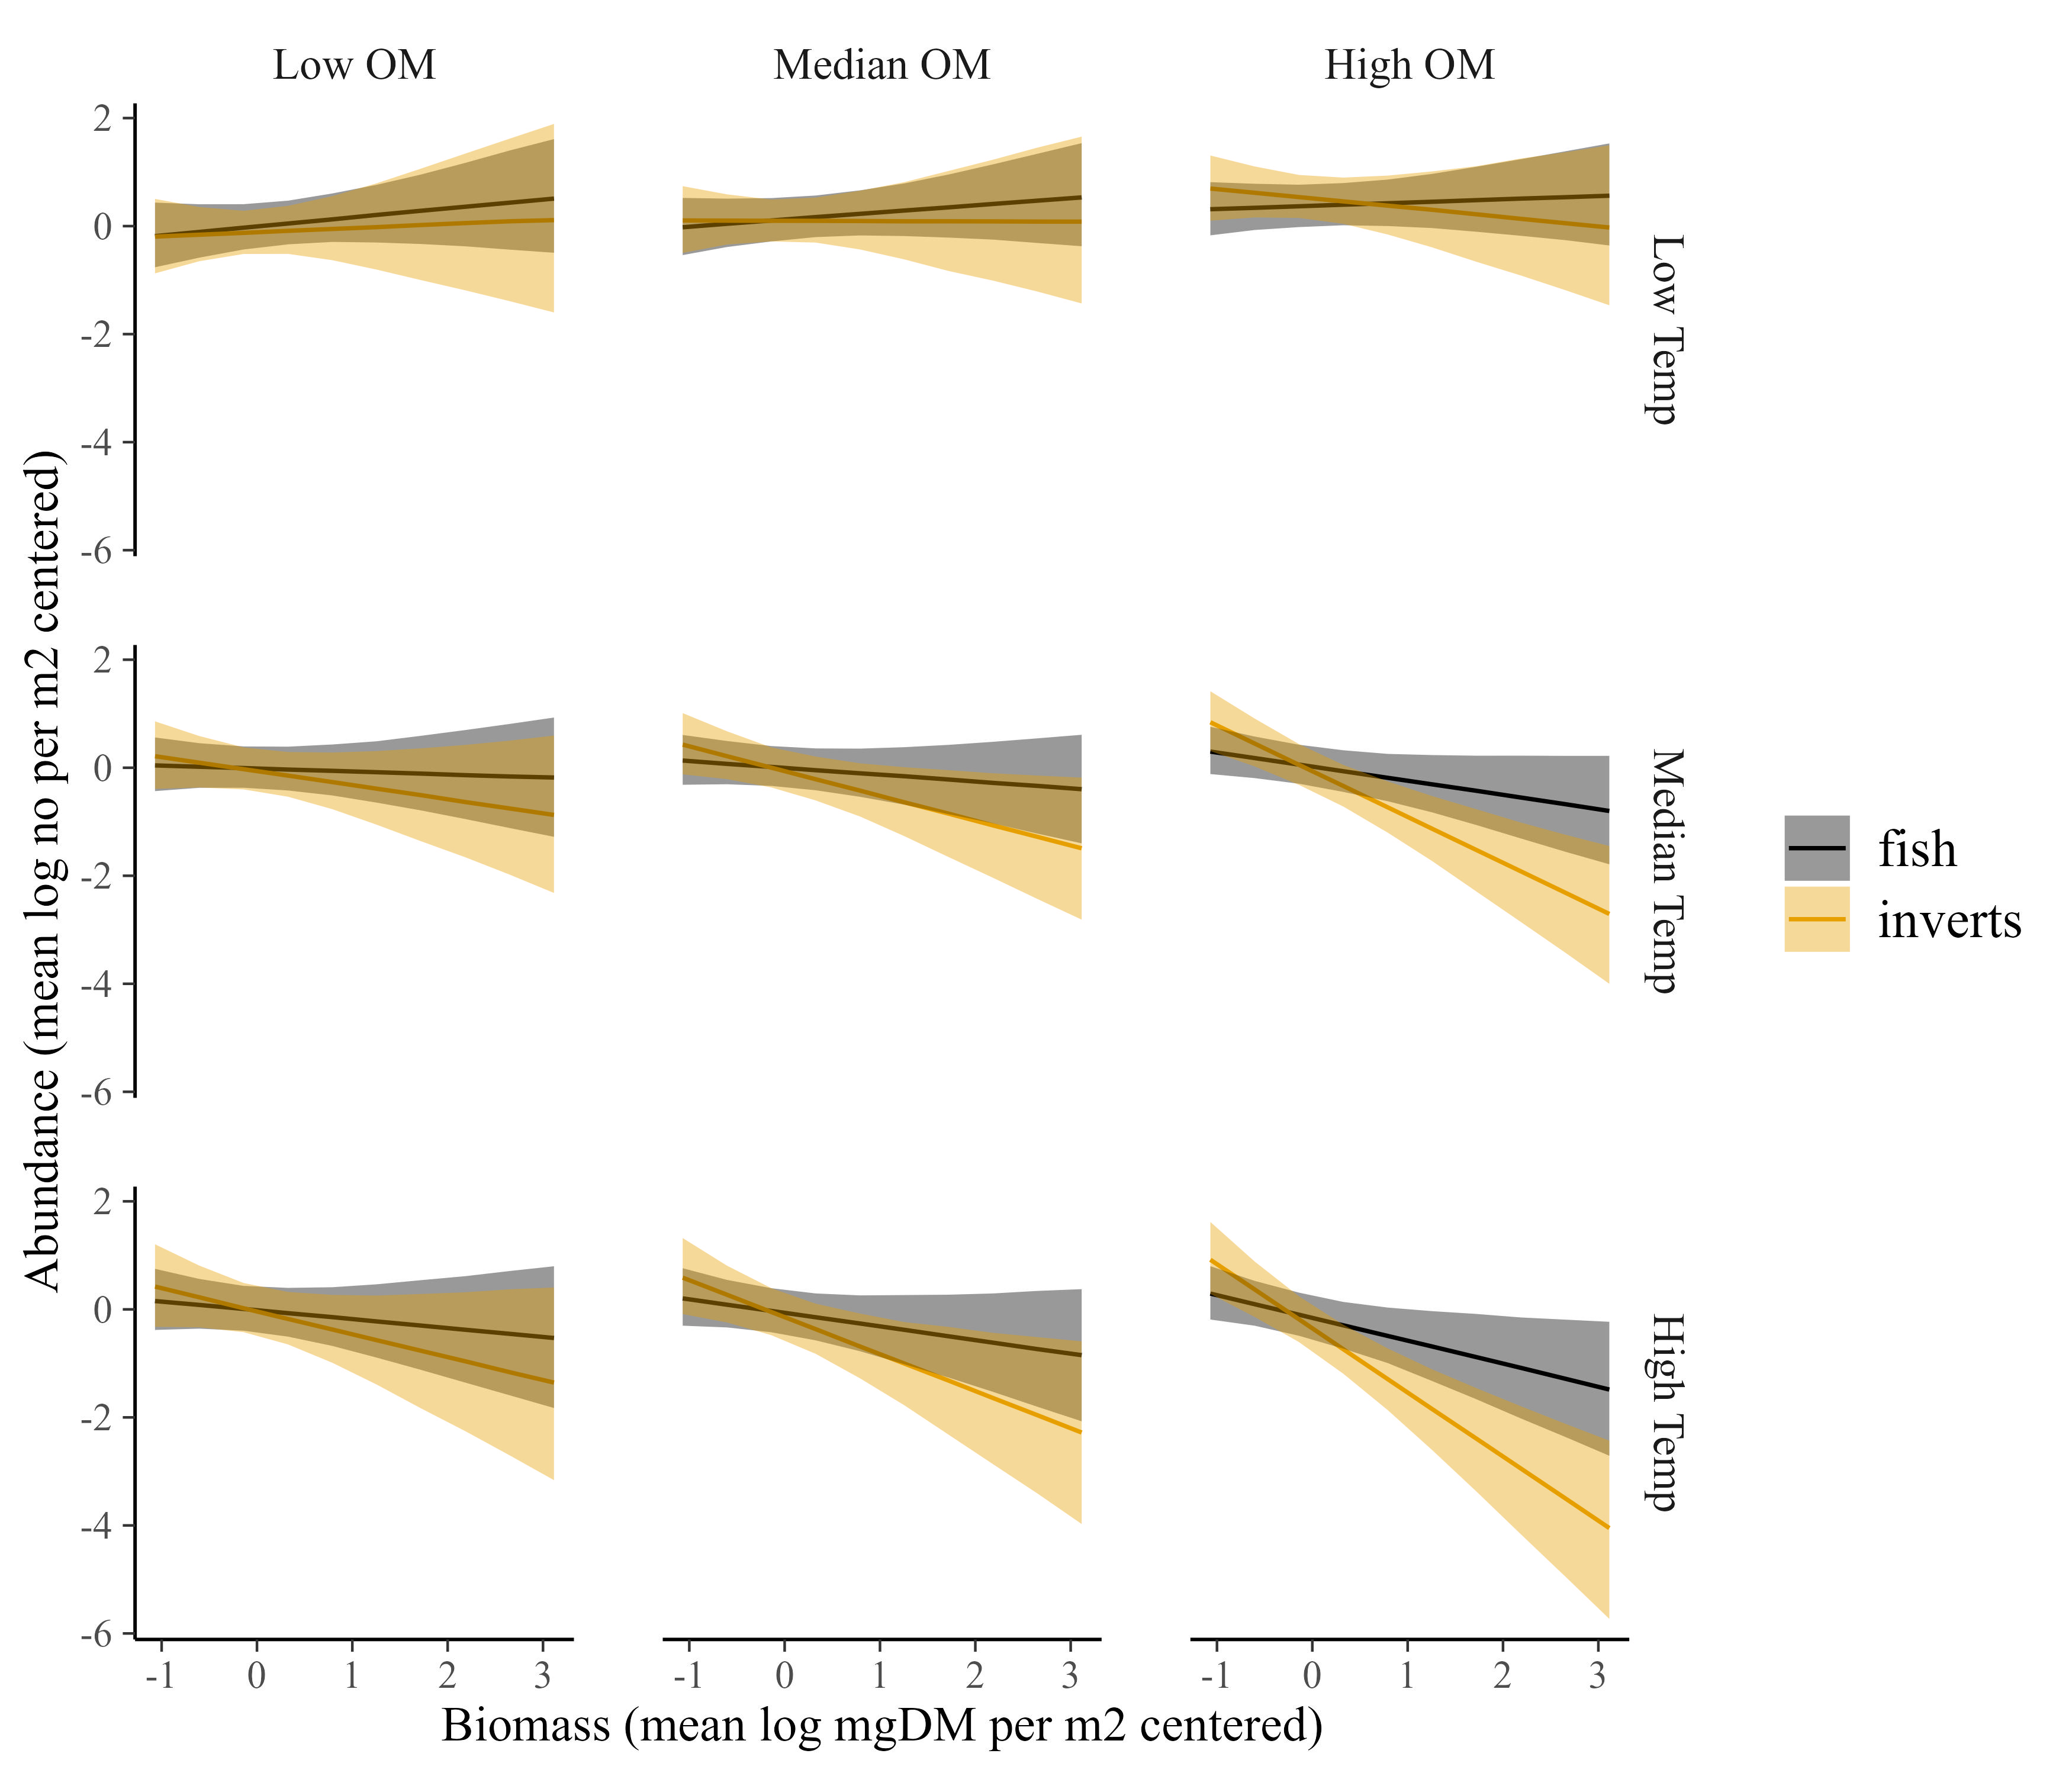 Low OM Median OM High OM
2
0
-2
-4
-6
Low Temp
2
0
-2
-4
-6
Median Temp
2
0
-2
-4
-6
High Temp
-1 0 1 2 3 -1 0 1 2 3 -1 0 1 2 3
Biomass (mean log mgDM per m2 centered)
Abundance (mean log no per m2 centered)
fish
inverts